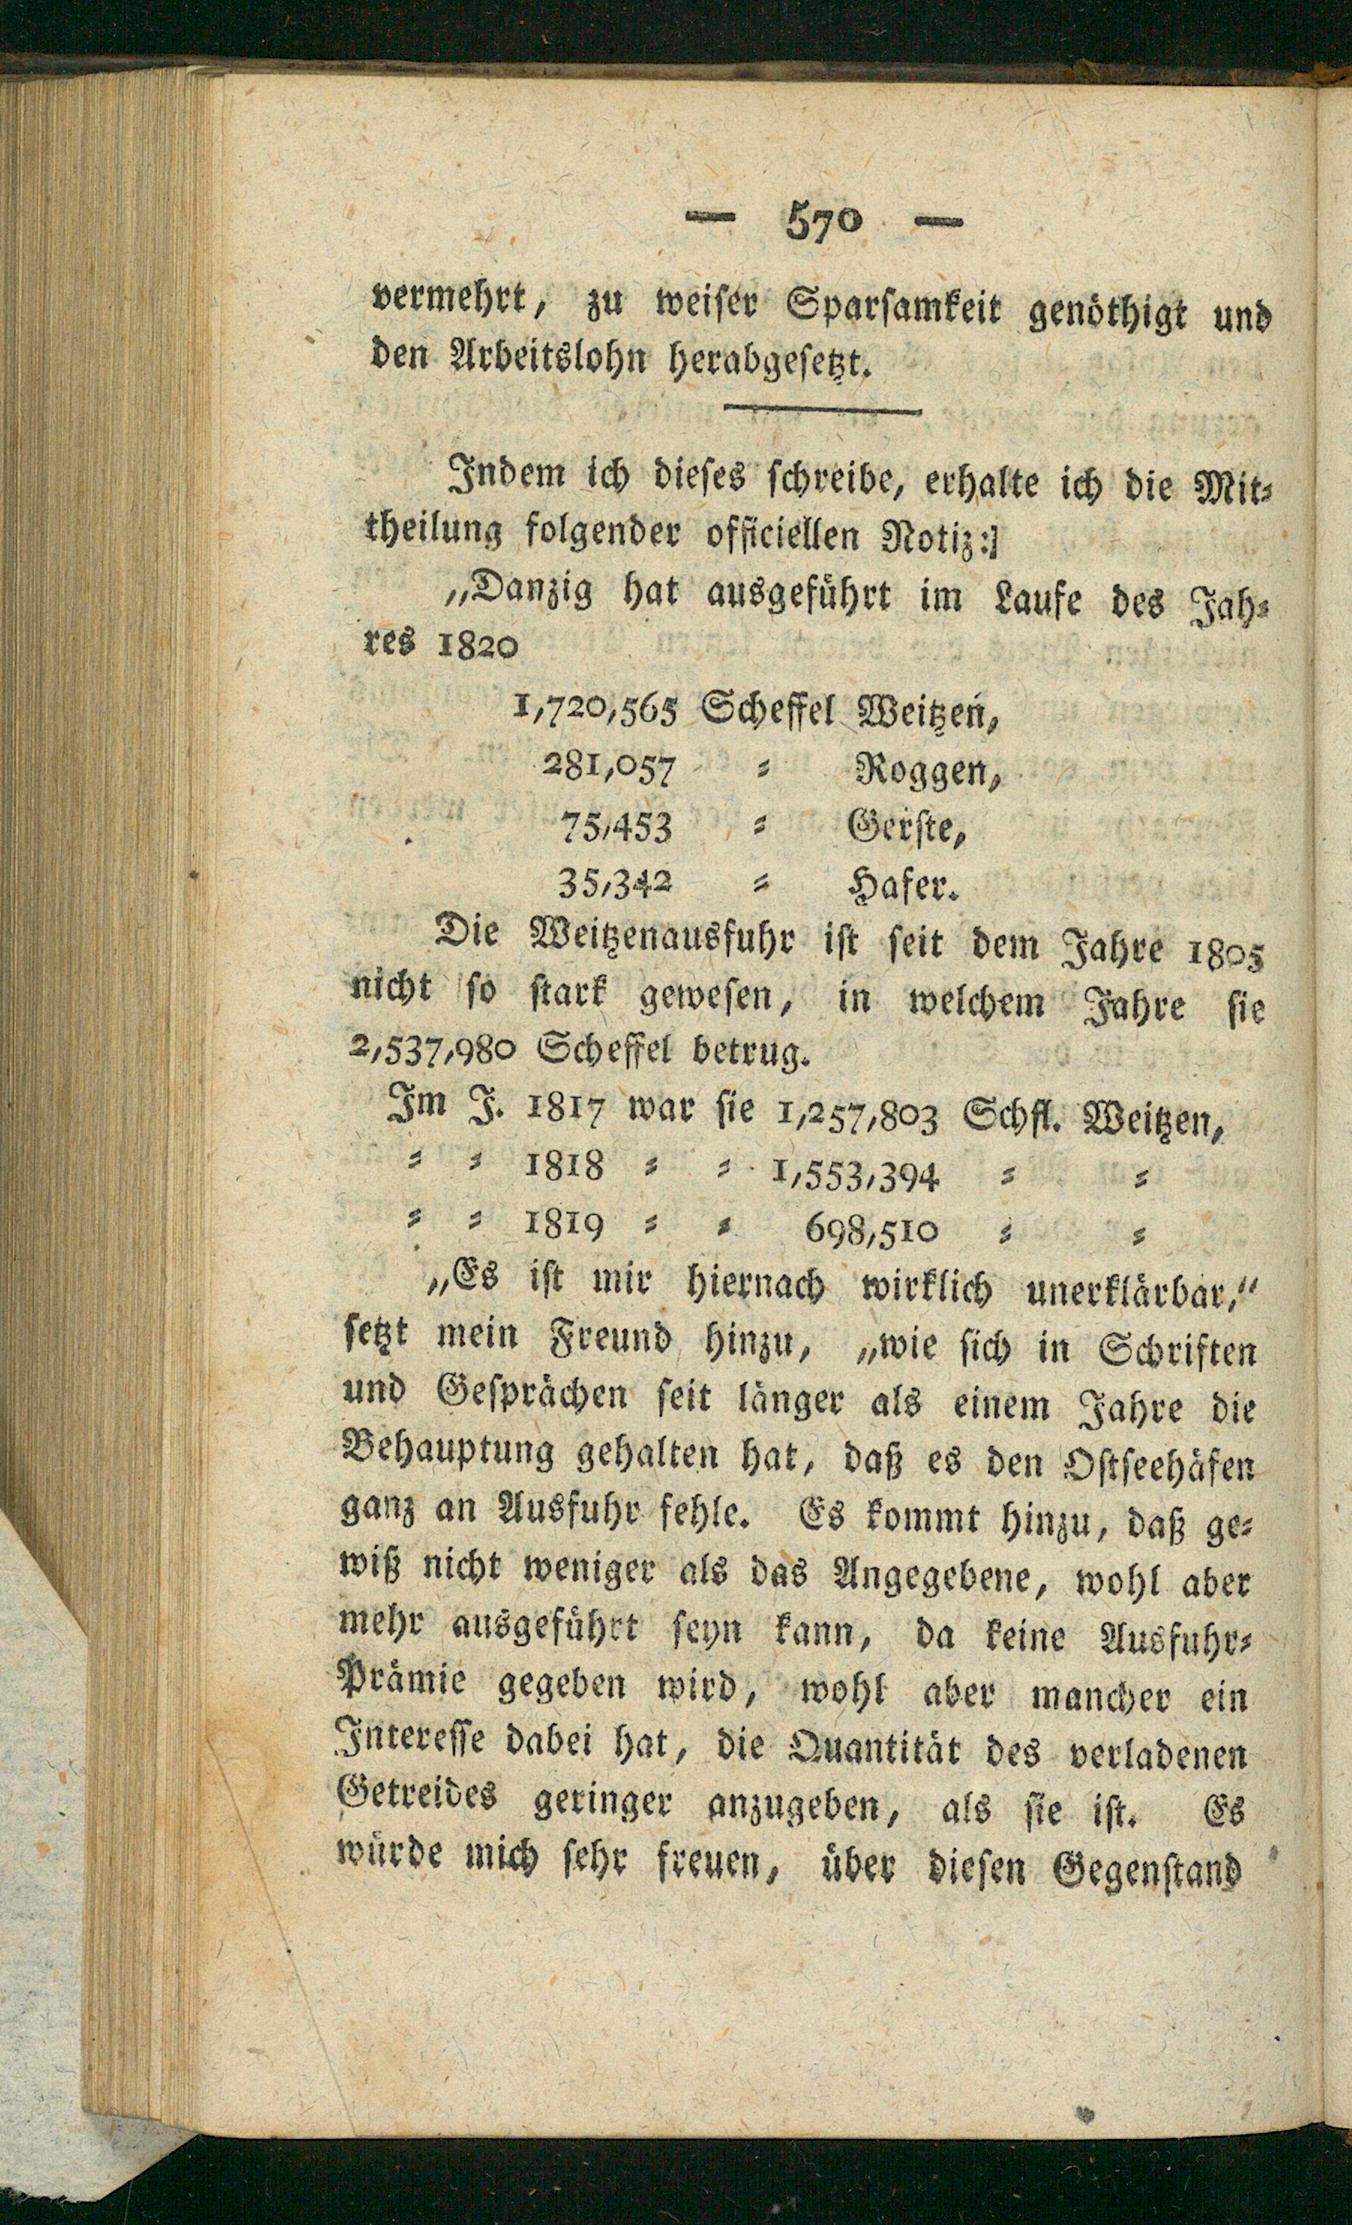 — 570 —
vermehrt, zu weiser Sparsamkeit genöthigt und
den Arbeitslohn herabgesetzt.
Indem ich dieses schreibe, erhalte ich die Mit⸗
theilung folgender officiellen Notiz:]
„Danzig hat ausgeführt im Laufe des Jah⸗
res 1820
1,720,565 Scheffel Weitzen,
281,057 ⸗ Roggen,
75,453 ⸗ Gerste,
35,342 ⸗ Hafer.
Die Weitzenausfuhr ist seit dem Jahre 1805
nicht so stark gewesen, in welchem Jahre sie
2,537,980 Scheffel betrug.
Im J. 1817 war sie 1,257,803 Schfl. Weitzen,
⸗ ⸗ 1818 ⸗ ⸗ 1,553,394 ⸗ ⸗
⸗ ⸗ 1819 ⸗ ⸗ 698,510 ⸗ ⸗
„Es ist mir hiernach wirklich unerklärbar,“
setzt mein Freund hinzu, „wie sich in Schriften
und Gesprächen seit länger als einem Jahre die
Behauptung gehalten hat, daß es den Ostseehäfen
ganz an Ausfuhr fehle. Es kommt hinzu, daß ge⸗
wiß nicht weniger als das Angegebene, wohl aber
mehr ausgeführt seyn kann, da keine Ausfuhr⸗
Prämie gegeben wird, wohl aber mancher ein
Interesse dabei hat, die Quantität des verladenen
Getreides geringer anzugeben, als sie ist. Es
würde mich sehr freuen, über diesen Gegenstand